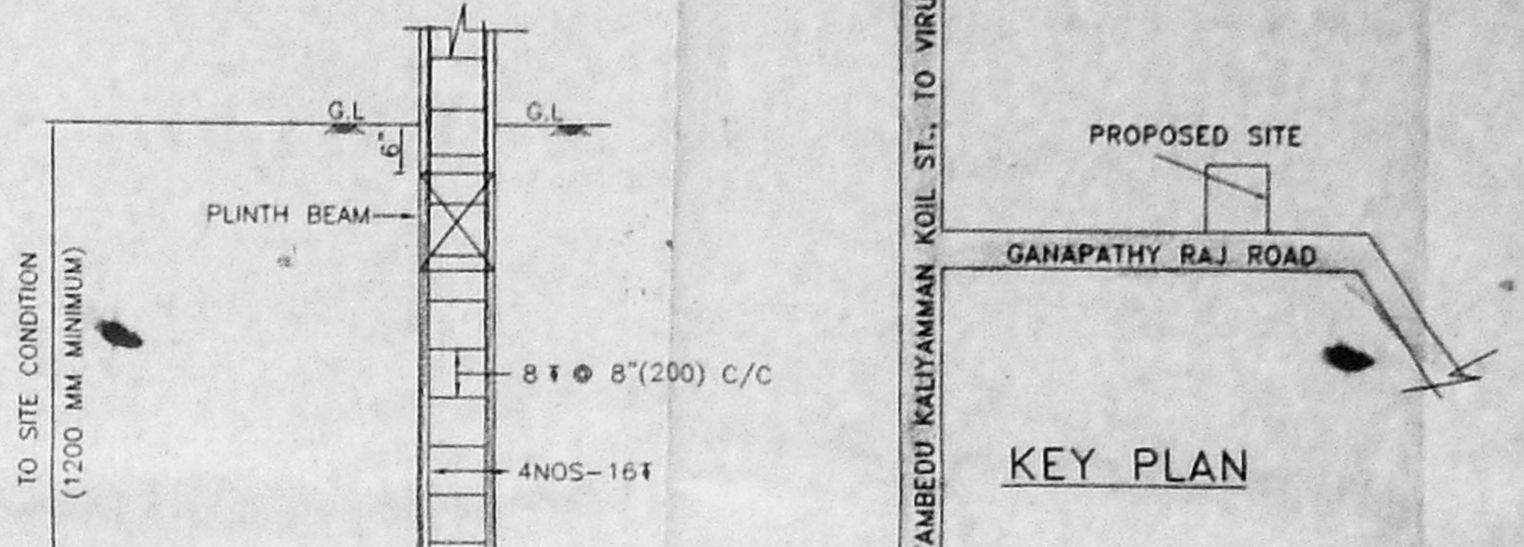 G.L
G.L
6"
PLINTH BEAM
TO SITE CONDITION
(1200 MM MINIMUM)
8 Ŧ @ 8"(200) C/C
4NOS-16Ŧ
KALIYAMMAN KOIL ST., TO
PROPOSED SITE
GANAPATHY RAJ ROAD
KEY PLAN